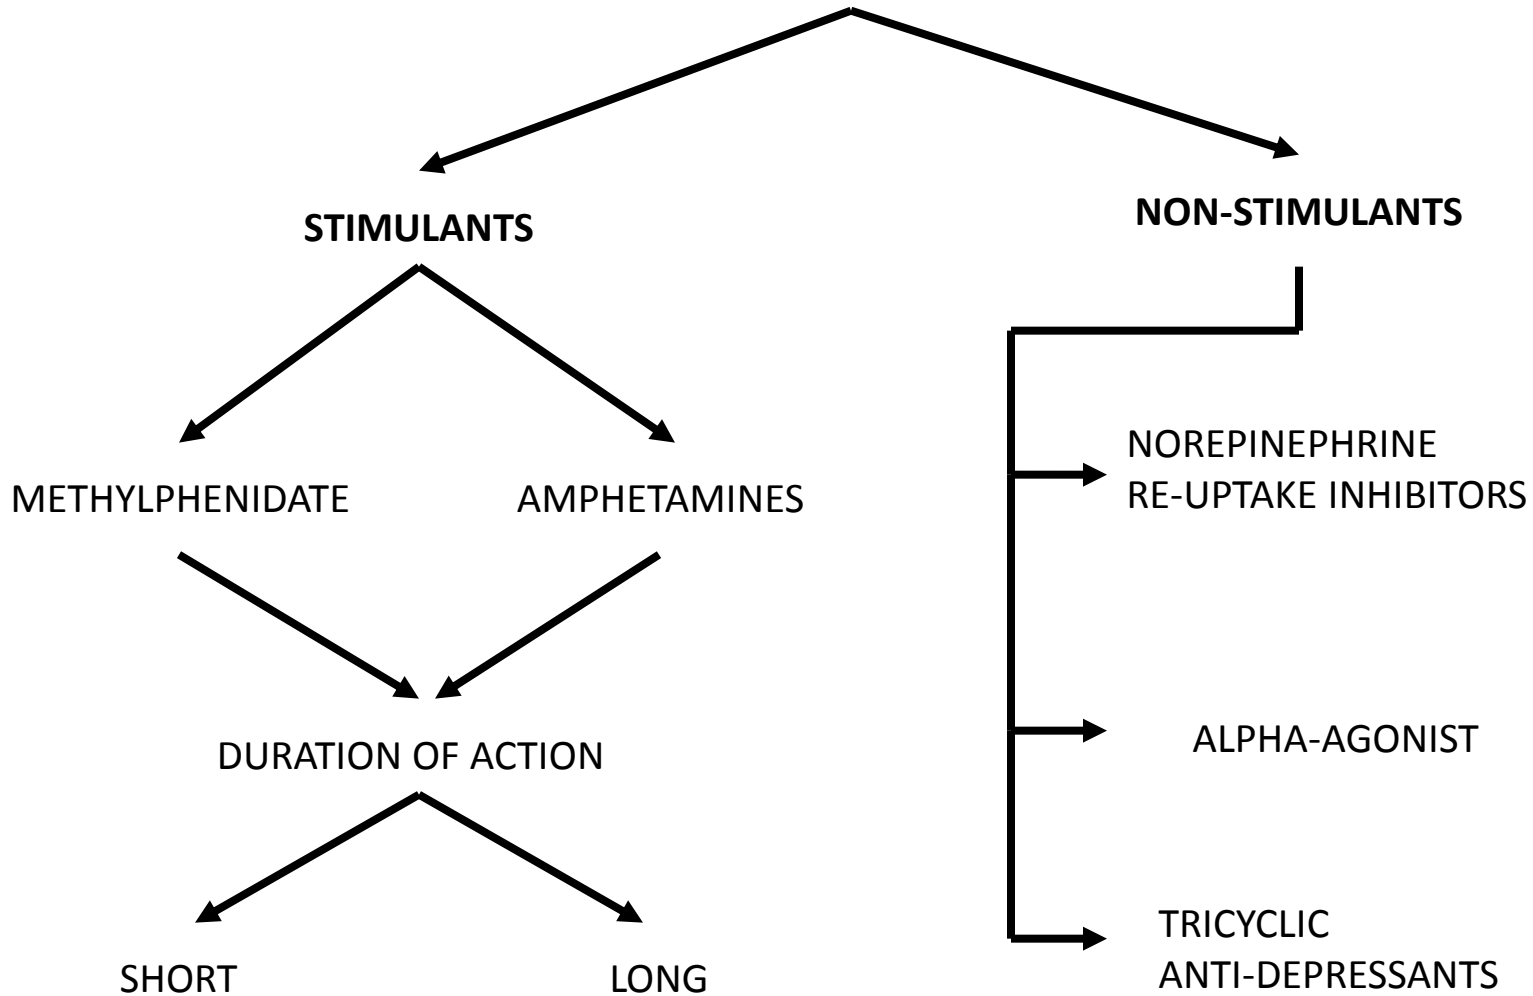 STIMULANTS
NON-STIMULANTS
METHYLPHENIDATE
AMPHETAMINES
NOREPINEPHRINE
RE-UPTAKE INHIBITORS
DURATION OF ACTION
ALPHA-AGONIST
SHORT
LONG
TRICYCLIC
ANTI-DEPRESSANTS